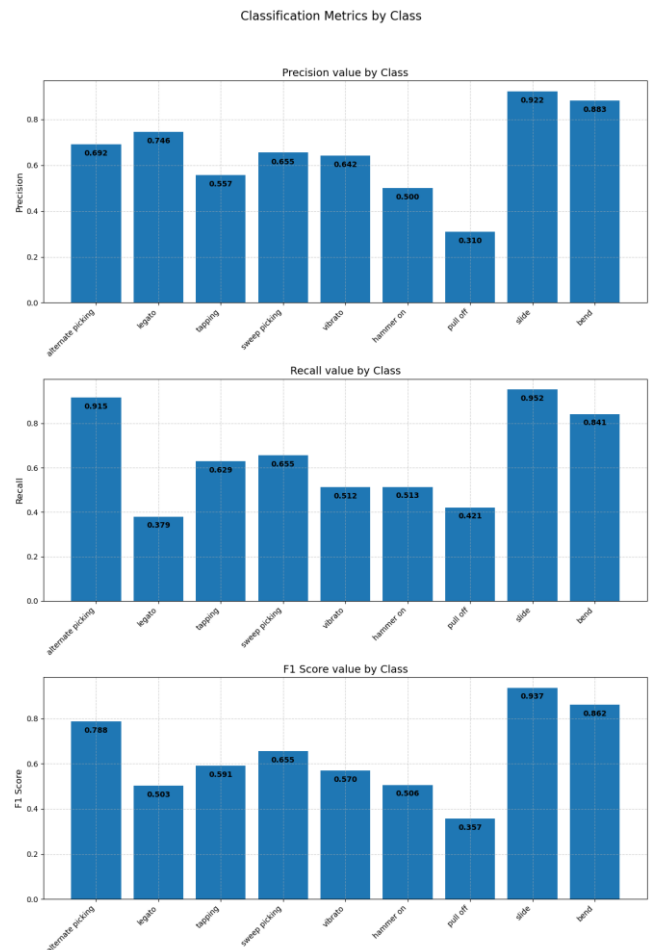 Classification Metrics by Class
Precision value by Class
Precision
0.8
0.6
0.4
0.2
0.0
0.692
0.746
0.557
0.655
0.642
0.500
0.310
0.922
0.883
alternate picking
legato
tapping
sweep picking
vibrato
hammer on
pull off
slide
bend
Recall value by Class
Recall
0.8
0.6
0.4
0.2
0.0
0.915
0.379
0.629
0.655
0.512
0.513
0.421
0.952
0.841
alternate picking
legato
tapping
sweep picking
vibrato
hammer on
pull off
slide
bend
F1 Score value by Class
F1 Score
0.8
0.6
0.4
0.2
0.0
0.788
0.503
0.591
0.655
0.570
0.506
0.357
0.937
0.862
alternate picking
legato
tapping
sweep picking
vibrato
hammer on
pull off
slide
bend